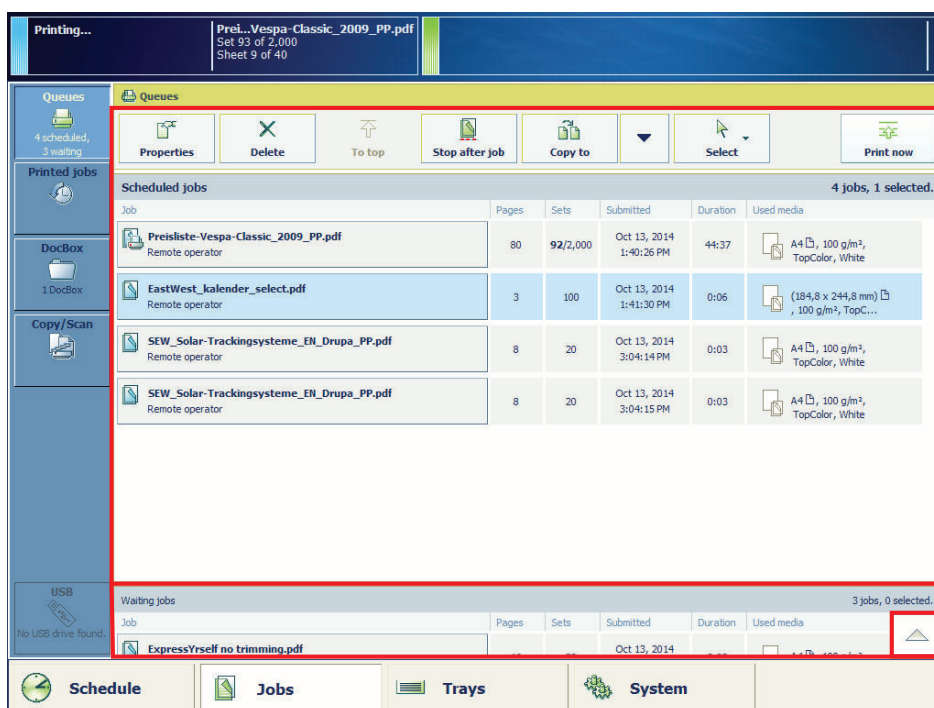 Printing...
Prei...Vespa-Classic_2009_PP.pdf
Set 93 of 2,000
Sheet 9 of 40
Queues
4 scheduled,
3 waiting
Printed jobs
DocBox
1 DocBox
Copy/Scan
USB
No USB drive found.
Queues
Properties
Delete
To top
Stop after job
Copy to
Select
Print now
Scheduled jobs
4 jobs, 1 selected.
Job Pages Sets Submitted Duration Used media
Preisliste-Vespa-Classic_2009_PP.pdf
Remote operator
80
92/2,000
Oct 13, 2014
1:40:26 PM
44:37
A4, 100 g/m²,
TopColor, White
EastWest_kalender_select.pdf
Remote operator
3
100
Oct 13, 2014
1:41:30 PM
0:06
(184,8 x 244,8 mm)
, 100 g/m², TopC...
SEW_Solar-Trackingsysteme_EN_Drupa_PP.pdf
Remote operator
8
20
Oct 13, 2014
3:04:14 PM
0:03
A4, 100 g/m²,
TopColor, White
SEW_Solar-Trackingsysteme_EN_Drupa_PP.pdf
Remote operator
8
20
Oct 13, 2014
3:04:15 PM
0:03
A4, 100 g/m²,
TopColor, White
Waiting jobs
3 jobs, 0 selected.
Job Pages Sets Submitted Duration Used media
ExpressYrself no trimming.pdf
Oct 13, 2014
Schedule
Jobs
Trays
System